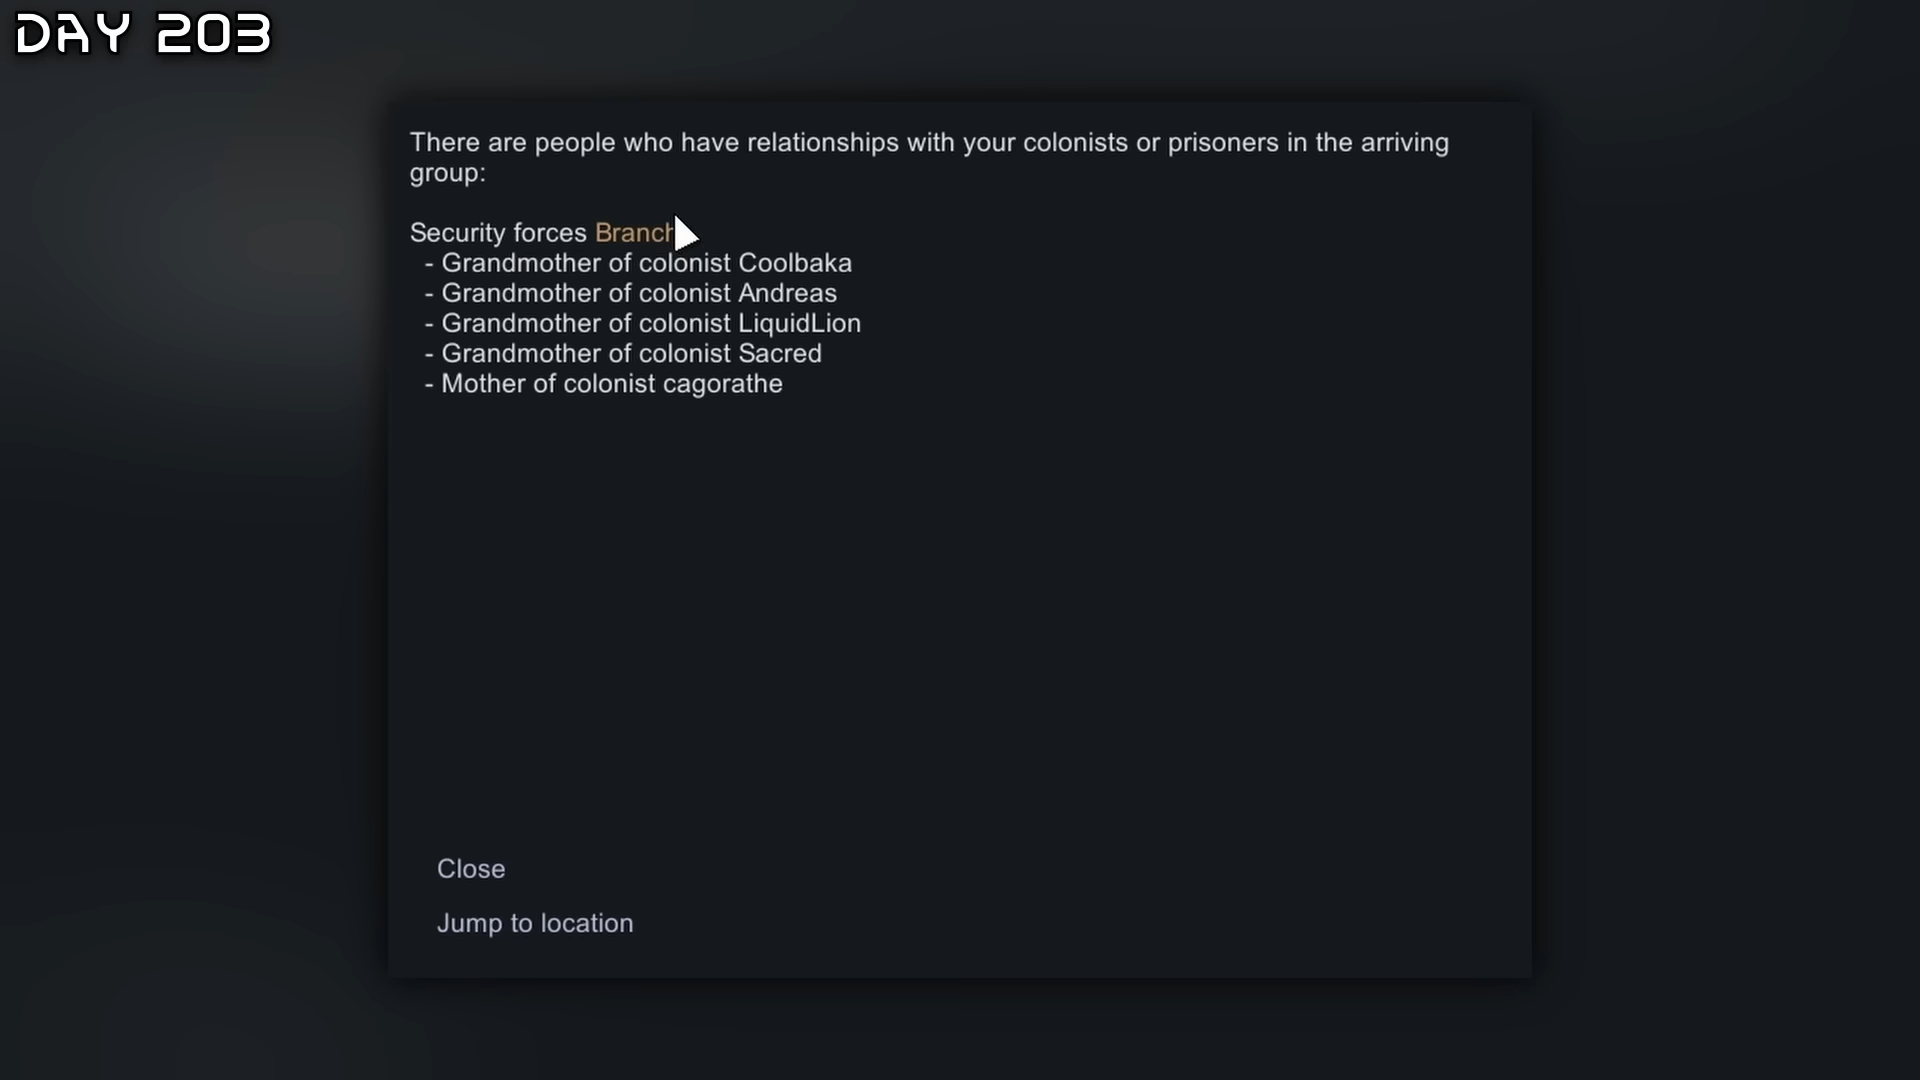 DAY 203
There are people who have relationships with your colonists or prisoners in the arriving
group:
Security forces Branch
- Grandmother of colonist Coolbaka
- Grandmother of colonist Andreas
- Grandmother of colonist LiquidLion
- Grandmother of colonist Sacred
- Mother of colonist cagorathe
Close
Jump to location